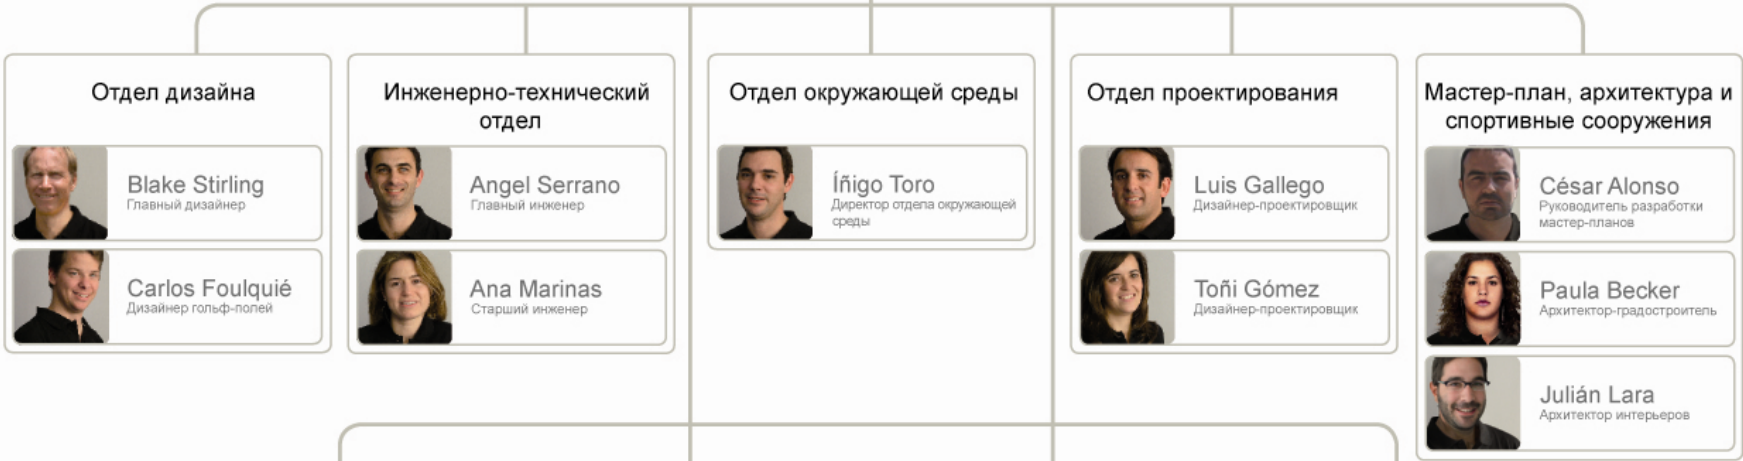 Отдел дизайна
Blake Stirling
Главный дизайнер
Carlos Foulquié
Дизайнер гольф-полей
Инженерно-технический
отдел
Angel Serrano
Главный инженер
Ana Marinas
Старший инженер
Отдел окружающей среды
Íñigo Toro
Директор отдела окружающей
среды
Отдел проектирования
Luis Gallego
Дизайнер-проектировщик
Toñi Gómez
Дизайнер-проектировщик
Мастер-план, архитектура и
спортивные сооружения
César Alonso
Руководитель разработки
мастер-планов
Paula Becker
Архитектор-градостроитель
Julián Lara
Архитектор интерьеров